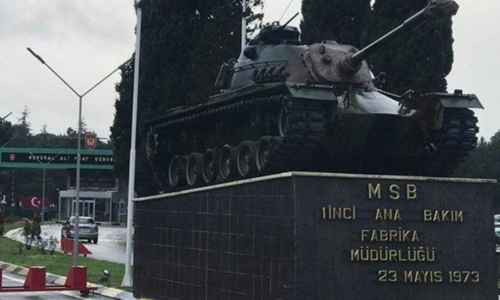 MSB
1İNCİ ANA BAKIM
FABRİKA
MÜDÜRLÜĞÜ
23 MAYIS 1973